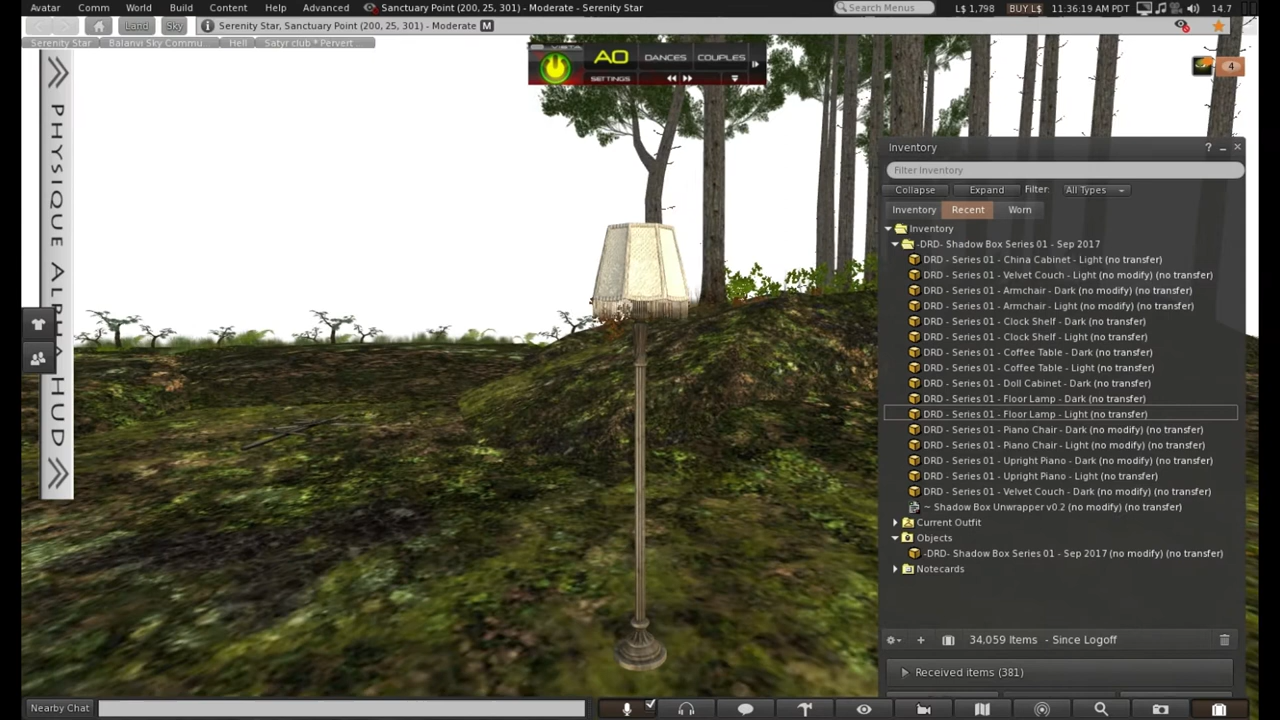 Avatar Comm World Build Content Help Advanced Serenity Star, Sanctuary Point (200, 25, 301) - Moderate - Serenity Star Search Menus L$ 1,798 BUY L$ 11:36:19 AM PDT 14.7
Land Sky Serenity Star, Sanctuary Point (200, 25, 301) - Moderate M
Serenity Star Balanvi Sky Commu Hell Satyr club * Pervert
VISTA
AO DANCES COUPLES
SETTINGS
4
PHYSIQUE ALPHA HUD
Inventory ?
Filter Inventory
Collapse Expand Filter: All Types
Inventory Recent Worn
Inventory
-DRD- Shadow Box Series 01 - Sep 2017
DRD - Series 01 - China Cabinet - Light (no transfer)
DRD - Series 01 - Velvet Couch - Light (no modify) (no transfer)
DRD - Series 01 - Armchair - Dark (no modify) (no transfer)
DRD - Series 01 - Armchair - Light (no modify) (no transfer)
DRD - Series 01 - Clock Shelf - Dark (no transfer)
DRD - Series 01 - Clock Shelf - Light (no transfer)
DRD - Series 01 - Coffee Table - Dark (no transfer)
DRD - Series 01 - Coffee Table - Light (no transfer)
DRD - Series 01 - Doll Cabinet - Dark (no transfer)
DRD - Series 01 - Floor Lamp - Dark (no transfer)
DRD - Series 01 - Floor Lamp - Light (no transfer)
DRD - Series 01 - Piano Chair - Dark (no modify) (no transfer)
DRD - Series 01 - Piano Chair - Light (no modify) (no transfer)
DRD - Series 01 - Upright Piano - Dark (no modify) (no transfer)
DRD - Series 01 - Upright Piano - Light (no transfer)
DRD - Series 01 - Velvet Couch - Dark (no modify) (no transfer)
~ Shadow Box Unwrapper v0.2 (no modify) (no transfer)
Current Outfit
Objects
-DRD- Shadow Box Series 01 - Sep 2017 (no modify) (no transfer)
Notecards
34,059 Items - Since Logoff
Received items (381)
Nearby Chat